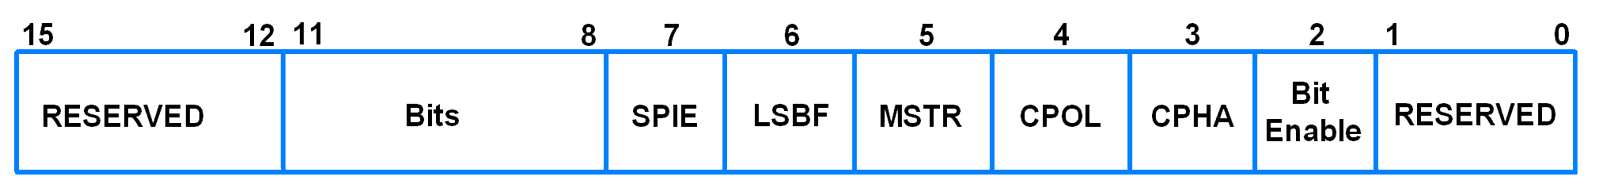 15 12 11 8 7 6 5 4 3 2 1 0
RESERVED Bits SPIE LSBF MSTR CPOL CPHA Bit
Enable RESERVED